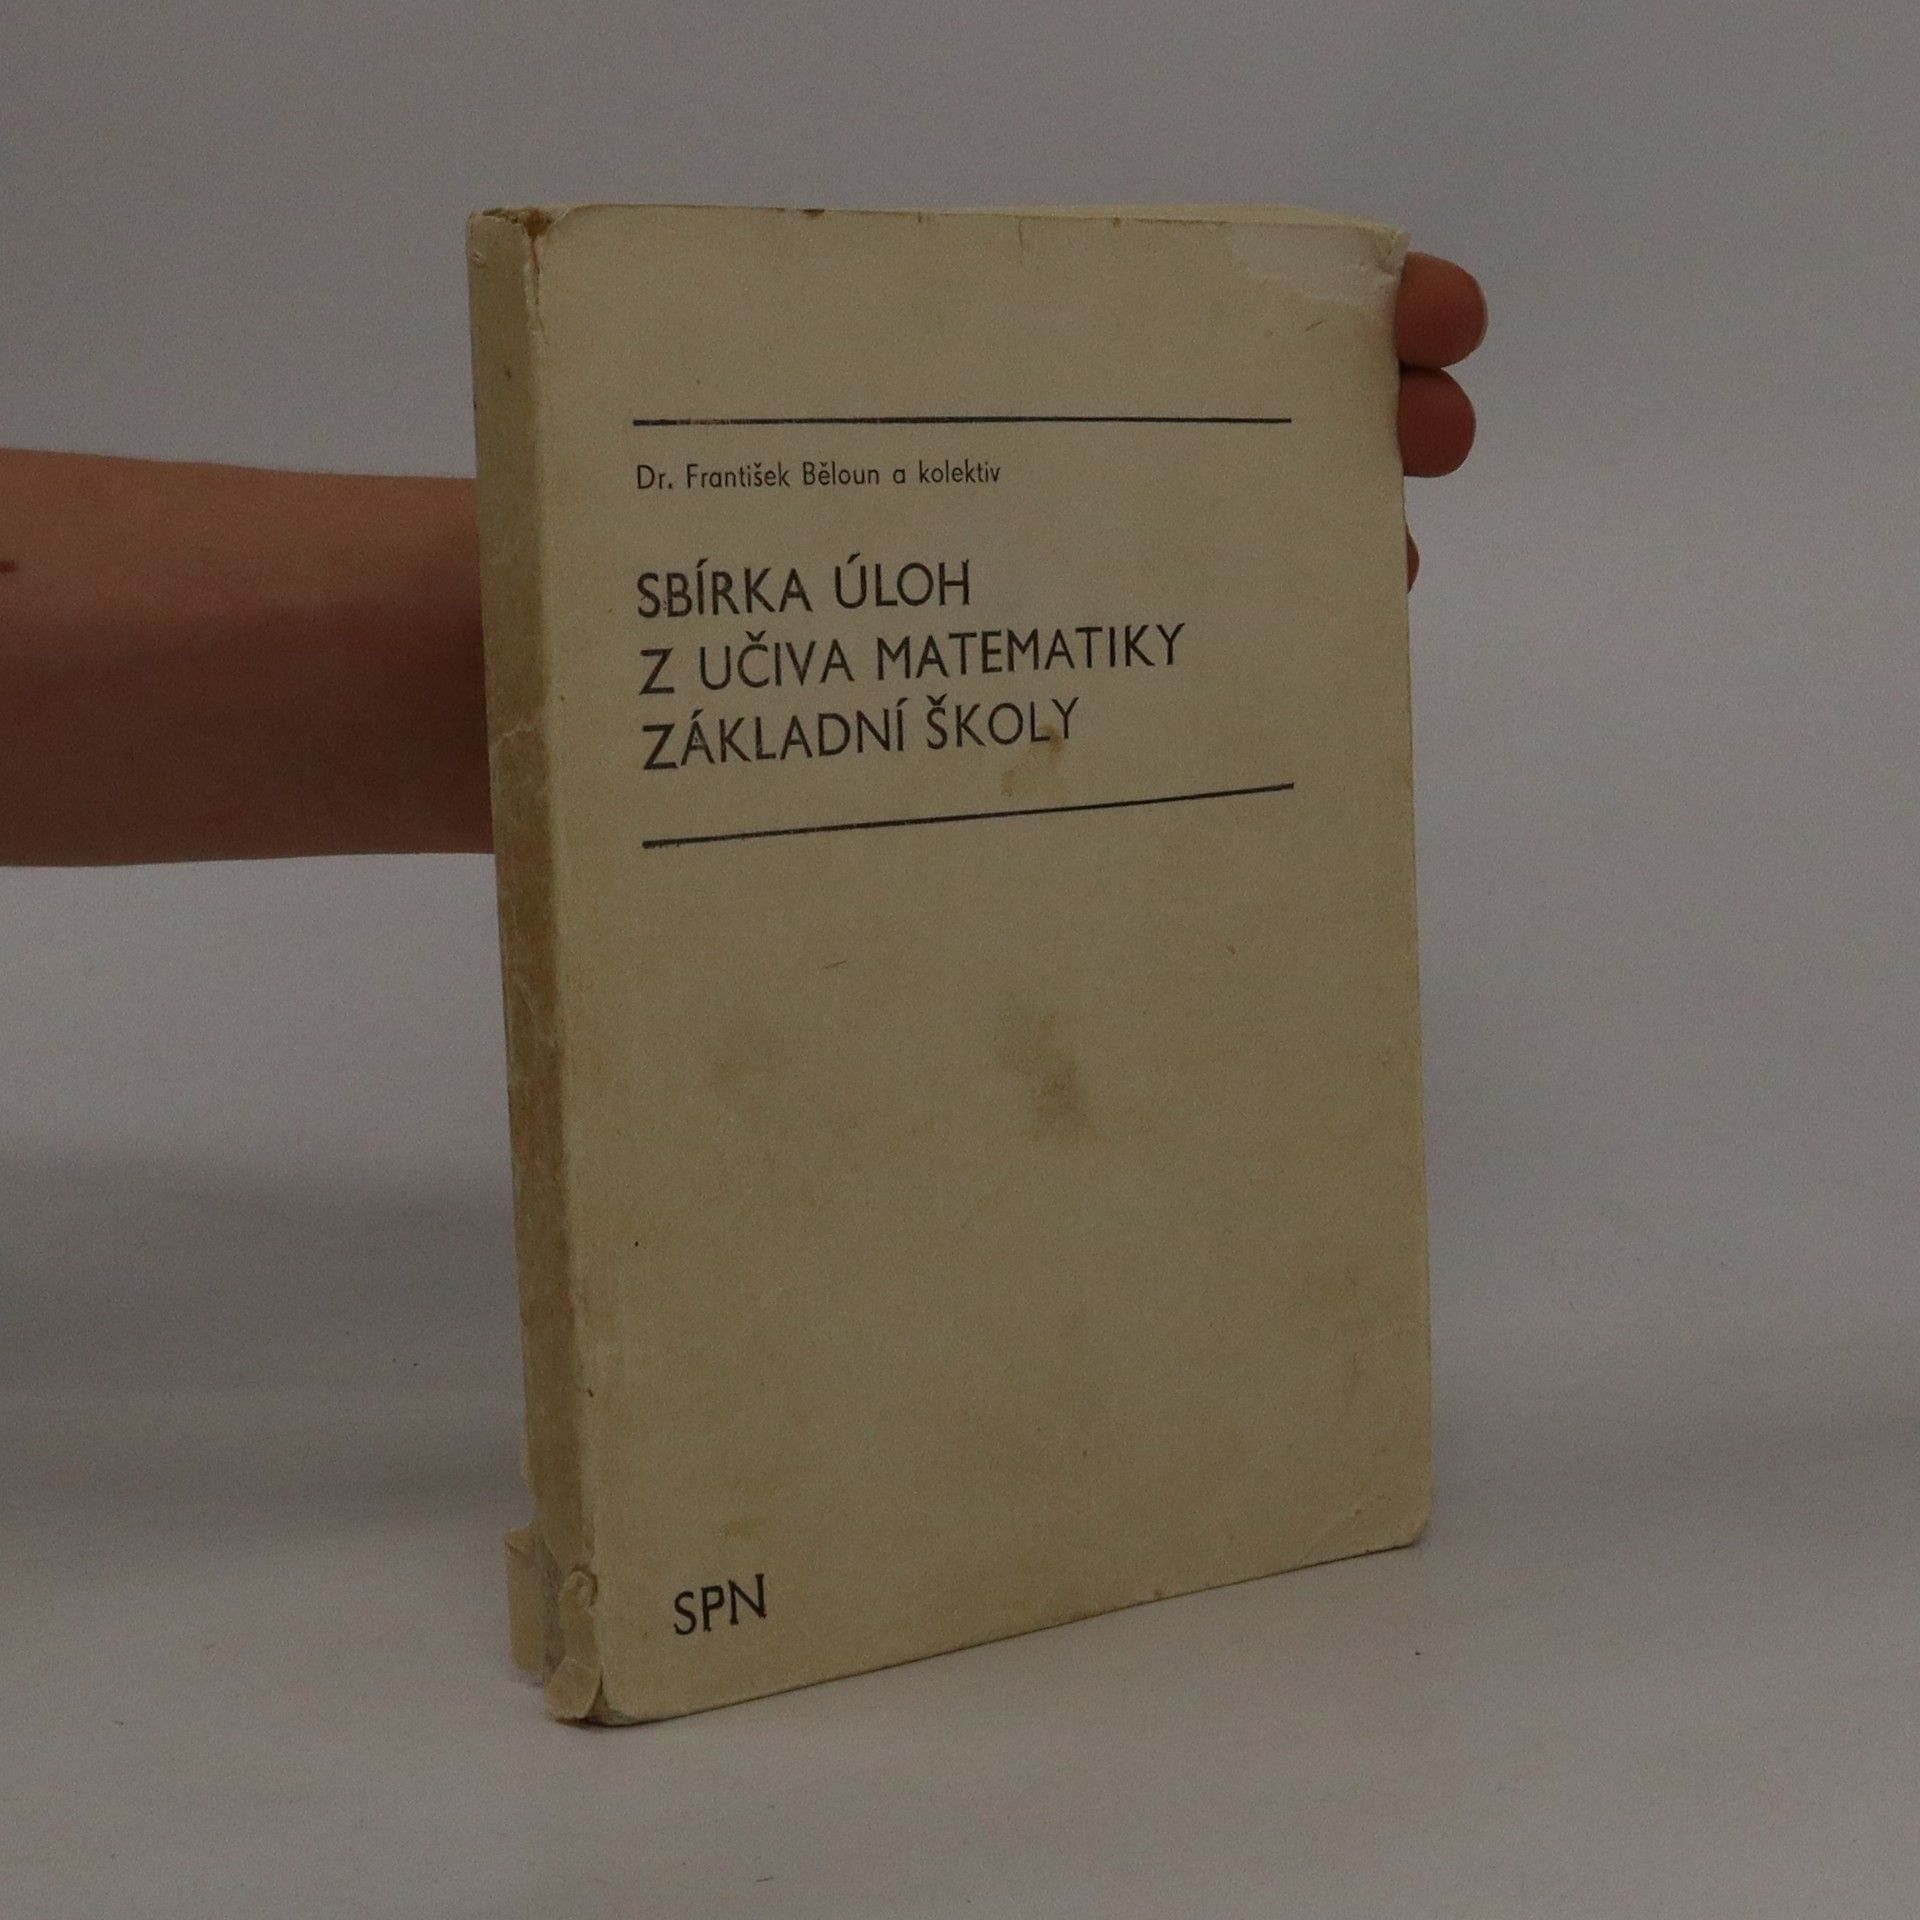 Dr. František Běloun a kolektiv
SBÍRKA ÚLOH
Z UČIVA MATEMATIKY
ZÁKLADNÍ ŠKOLY
SPN